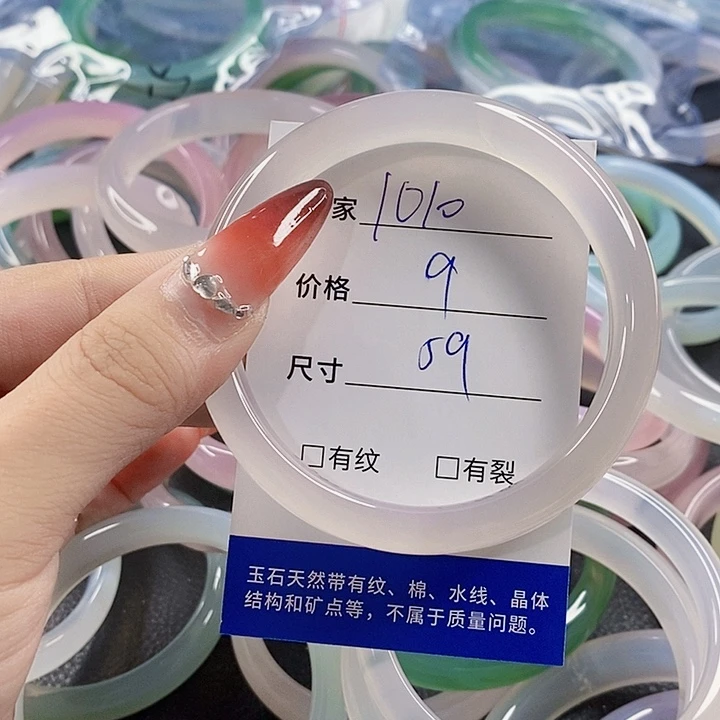 家 1010
价格 9
尺寸 59
□有纹 □有裂
玉石天然带有纹、棉、水线、晶体
结构和矿点等，不属于质量问题。